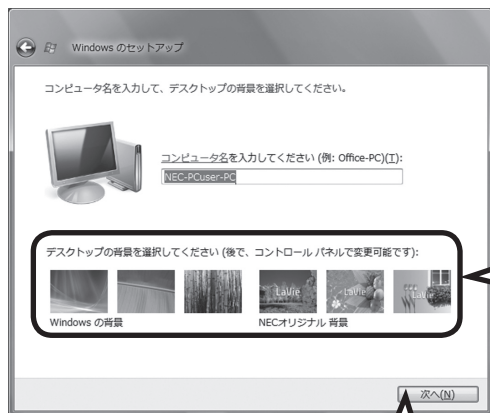 Windows のセットアップ
コンピュータ名を入力して、デスクトップの背景を選択してください。
コンピュータ名を入力してください (例: Office-PC)(T):
NEC-PCuser-PC
デスクトップの背景を選択してください (後で、コントロール パネルで変更可能です):
LaVie LaVie LaVie
Windows の背景 NECオリジナル 背景
次へ(N)